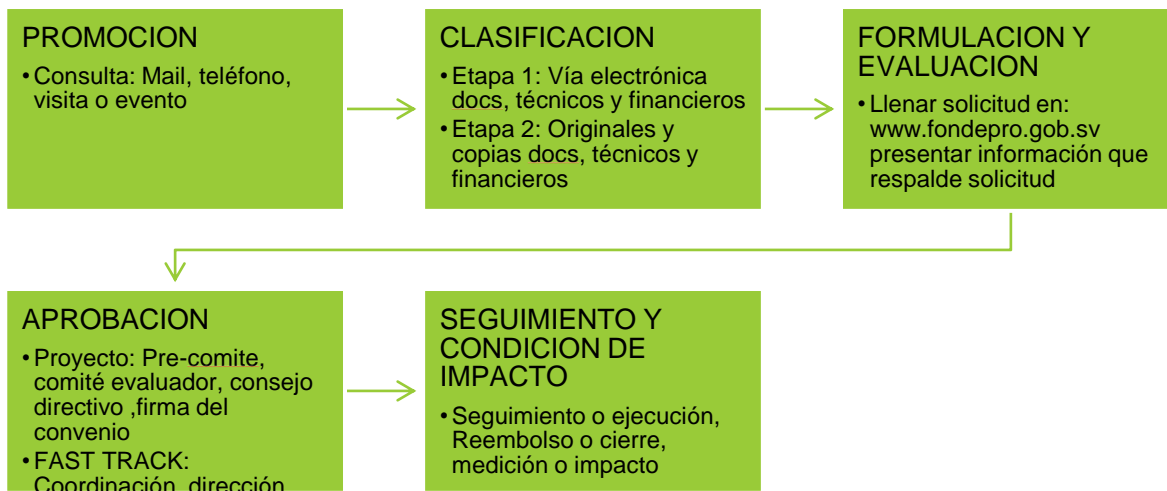 PROMOCION
• Consulta: Mail, teléfono,
visita o evento
CLASIFICACION
• Etapa 1: Vía electrónica
docs, técnicos y financieros
• Etapa 2: Originales y
copias docs, técnicos y
financieros
FORMULACION Y
EVALUACION
• Llenar solicitud en:
www.fondepro.gob.sv
presentar información que
respalde solicitud
APROBACION
• Proyecto: Pre-comite,
comité evaluador, consejo
directivo ,firma del
convenio
• FAST TRACK:
Coordinación, dirección
SEGUIMIENTO Y
CONDICION DE
IMPACTO
• Seguimiento o ejecución,
Reembolso o cierre,
medición o impacto